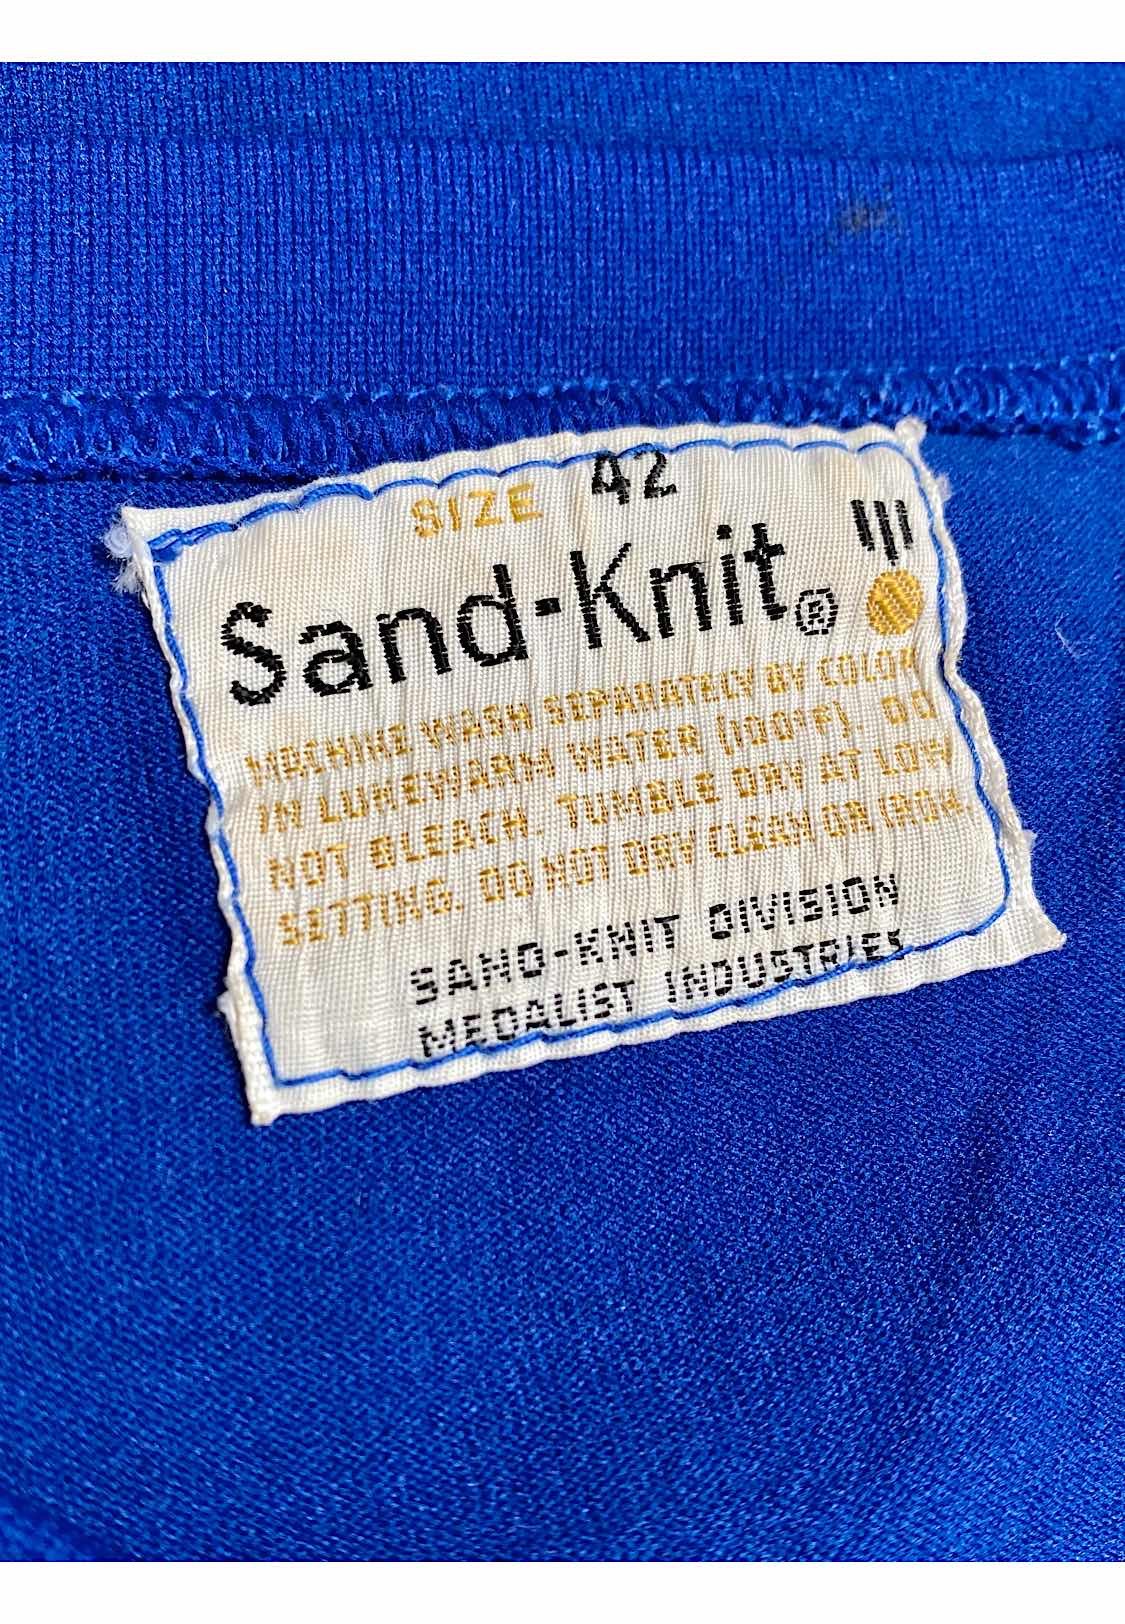 SIZE 42
Sand-Knit®
MACHINE WASH SEPARATELY BY COLOR
IN LUKEWARM WATER (100°F). DO
NOT BLEACH. TUMBLE DRY AT LOW
SETTING. DO NOT DRY CLEAN OR IRON.
SAND-KNIT DIVISION
MEDALIST INDUSTRIES